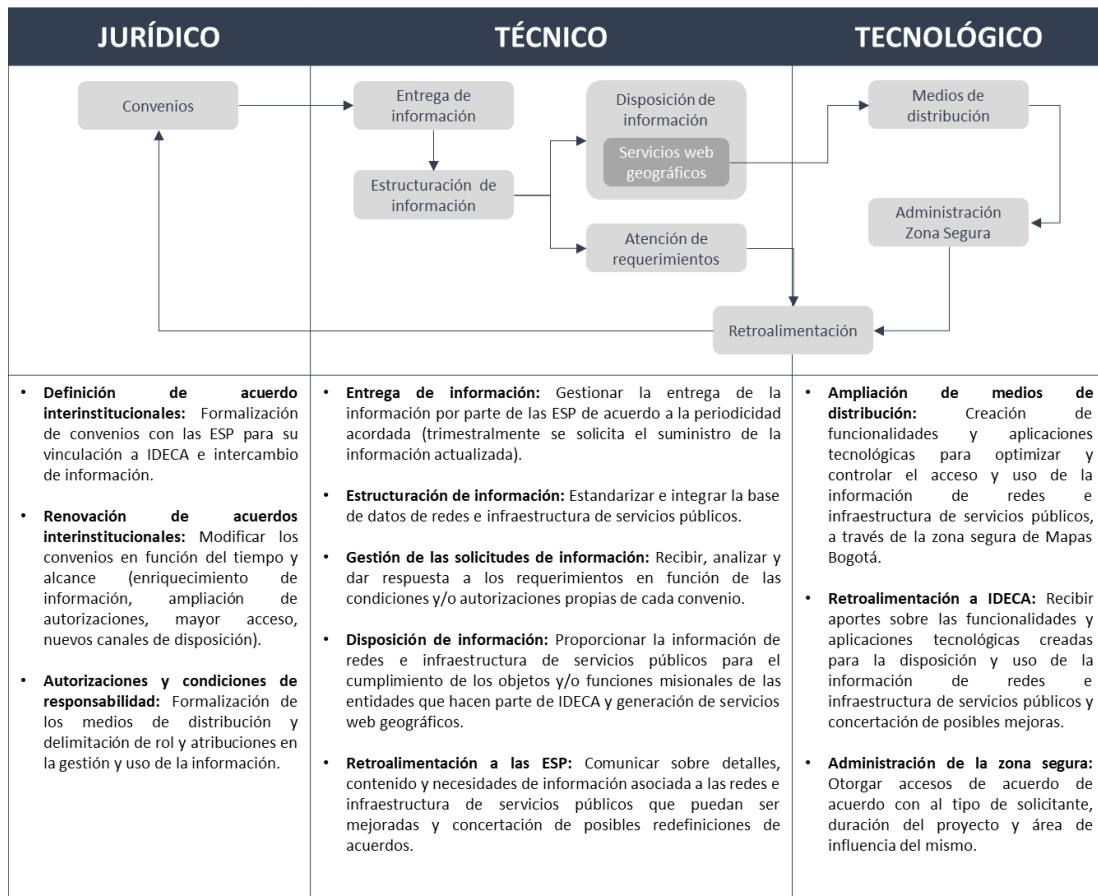 JURÍDICO
TÉCNICO
TECNOLÓGICO
Convenios
Entrega de
información
Estructuración de
información
Disposición de
información
Servicios web
geográficos
Atención de
requerimientos
Medios de
distribución
Administración
Zona Segura
Retroalimentación
• Definición de acuerdo
interinstitucionales: Formalización
de convenios con las ESP para su
vinculación a IDECA e intercambio
de información.
• Renovación de acuerdos
interinstitucionales: Modificar los
convenios en función del tiempo y
alcance (enriquecimiento de
información, ampliación de
autorizaciones, mayor acceso,
nuevos canales de disposición).
• Autorizaciones y condiciones de
responsabilidad: Formalización de
los medios de distribución y
delimitación de rol y atribuciones en
la gestión y uso de la información.
• Entrega de información: Gestionar la entrega de la
información por parte de las ESP de acuerdo a la periodicidad
acordada (trimestralmente se solicita el suministro de la
información actualizada).
• Estructuración de información: Estandarizar e integrar la base
de datos de redes e infraestructura de servicios públicos.
• Gestión de las solicitudes de información: Recibir, analizar y
dar respuesta a los requerimientos en función de las
condiciones y/o autorizaciones propias de cada convenio.
• Disposición de información: Proporcionar la información de
redes e infraestructura de servicios públicos para el
cumplimiento de los objetos y/o funciones misionales de las
entidades que hacen parte de IDECA y generación de servicios
web geográficos.
• Retroalimentación a las ESP: Comunicar sobre detalles,
contenido y necesidades de información asociada a las redes e
infraestructura de servicios públicos que puedan ser
mejoradas y concertación de posibles redefiniciones de
acuerdos.
• Ampliación de medios de
distribución: Creación de
funcionalidades y aplicaciones
tecnológicas para optimizar y
controlar el acceso y uso de la
información de redes e
infraestructura de servicios públicos,
a través de la zona segura de Mapas
Bogotá.
• Retroalimentación a IDECA: Recibir
aportes sobre las funcionalidades y
aplicaciones tecnológicas creadas
para la disposición y uso de la
información de redes e
infraestructura de servicios públicos y
concertación de posibles mejoras.
• Administración de la zona segura:
Otorgar accesos de acuerdo de
acuerdo con al tipo de solicitante,
duración del proyecto y área de
influencia del mismo.